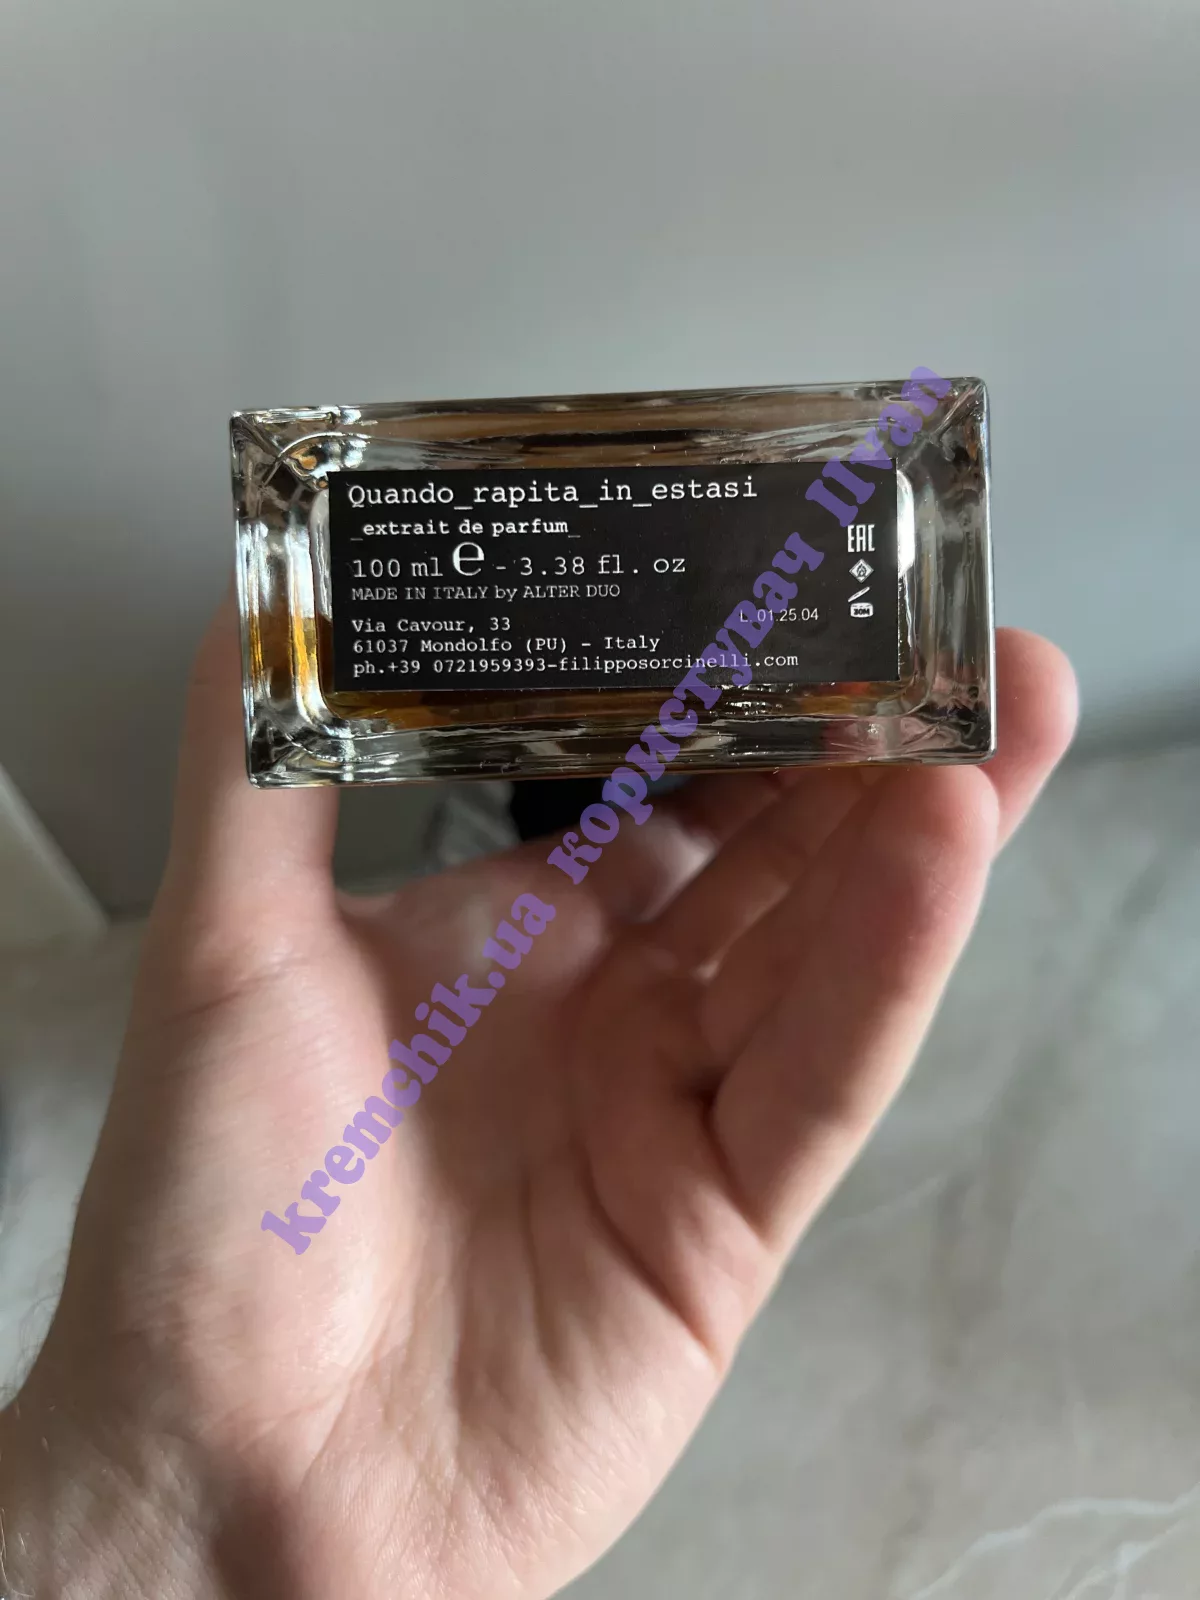 Quando_rapita_in_estasi
_extrait de parfum_
100 ml e - 3.38 fl. oz
MADE IN ITALY by ALTER DUO
Via Cavour, 33
61037 Mondolfo (PU) - Italy
ph.+39 0721959393-filipposorcinelli.com
L. 01.25.04
EAC
30M
kremchik.ua користувач IIvan